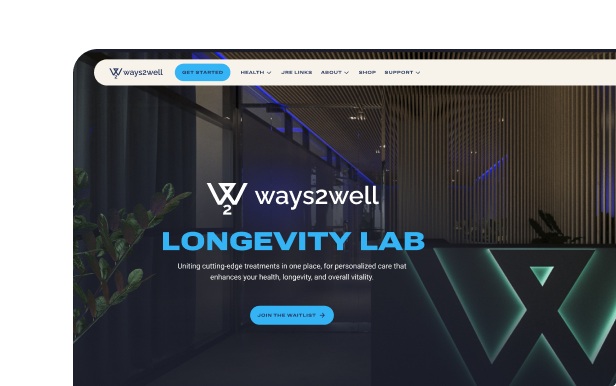 ways2well GET STARTED HEALTH JRE LINKS ABOUT SHOP SUPPORT
W2 ways2well
LONGEVITY LAB
Uniting cutting-edge treatments in one place, for personalized care that
enhances your health, longevity, and overall vitality.
JOIN THE WAITLIST →